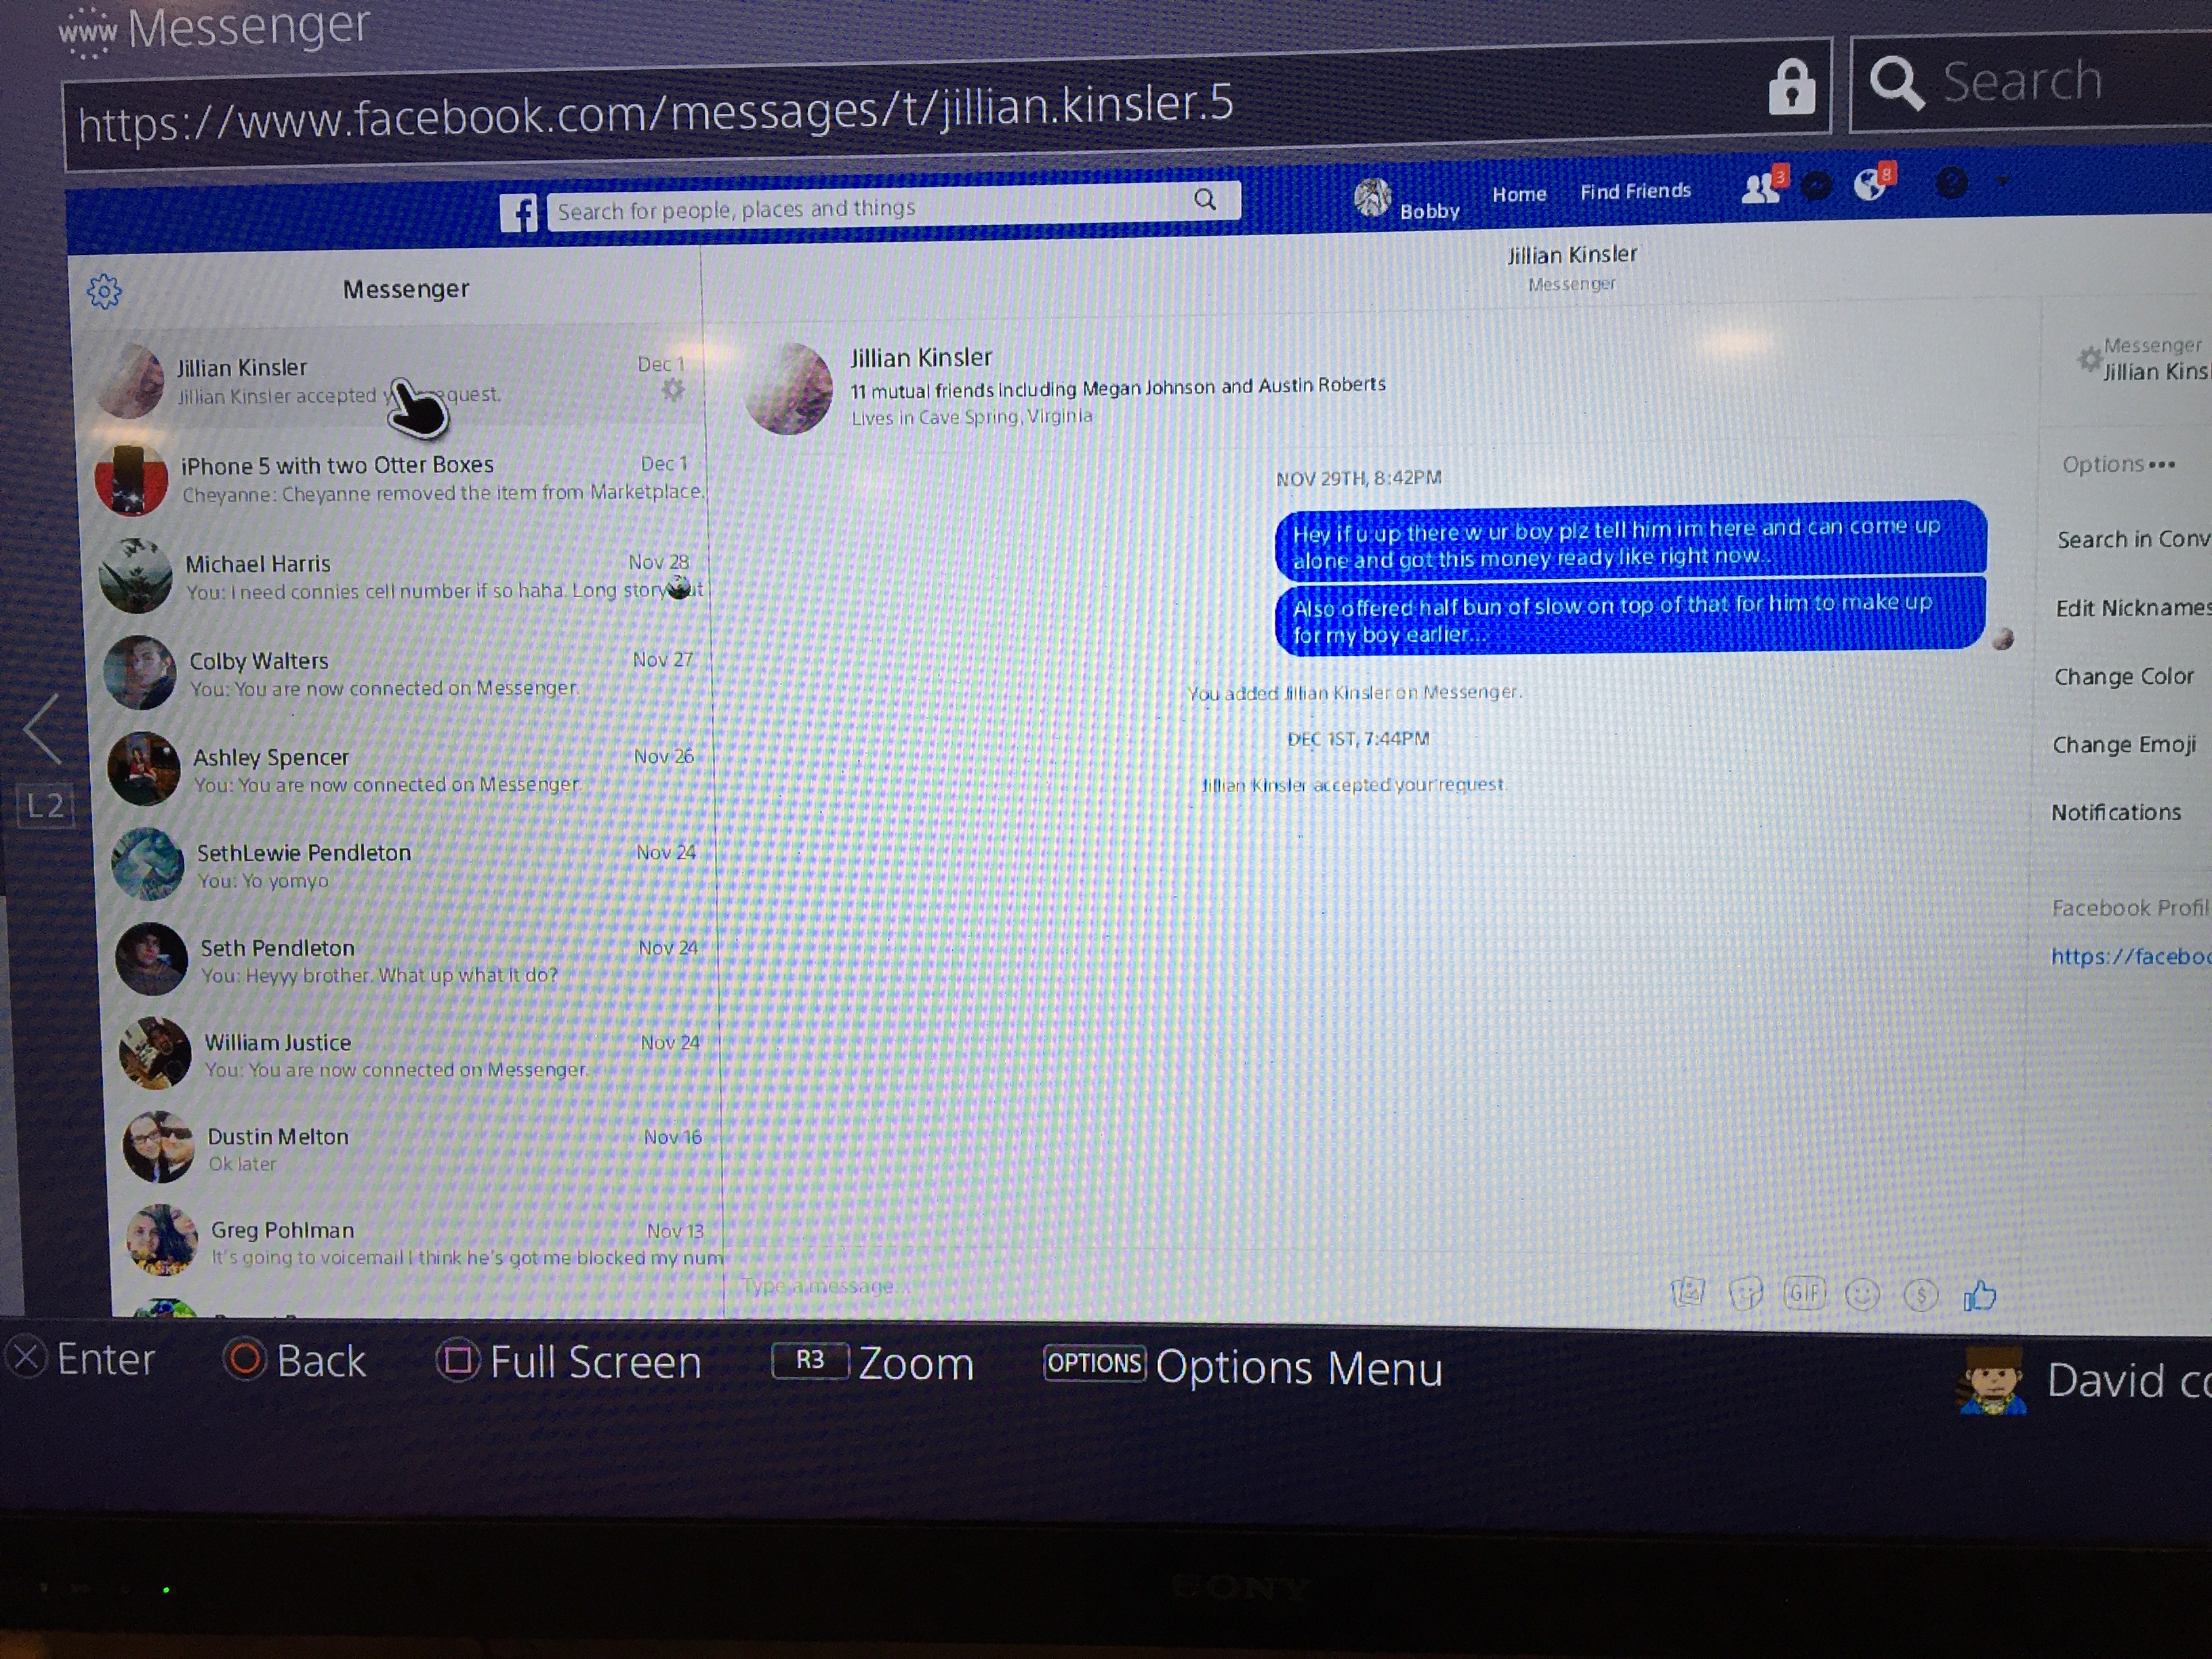 www Messenger
https://www.facebook.com/messages/t/jillian.kinsler.5
Search
f
Search for people, places and things
Bobby
Home
Find Friends
3
8
Messenger
Jillian Kinsler
Dec 1
Jillian Kinsler accepted quest.
iPhone 5 with two Otter Boxes
Dec 1
Cheyanne: Cheyanne removed the item from Marketplace.
Michael Harris
Nov 28
You: I need connies cell number if so haha. Long story
Colby Walters
Nov 27
You: You are now connected on Messenger.
Ashley Spencer
Nov 26
You: You are now connected on Messenger.
SethLewie Pendleton
Nov 24
You: Yo yomyo
Seth Pendleton
Nov 24
You: Heyyy brother. What up what it do?
William Justice
Nov 24
You: You are now connected on Messenger.
Dustin Melton
Nov 16
Ok later
Greg Pohlman
Nov 13
It's going to voicemail I think he's got me blocked my num
Jillian Kinsler
Messenger
Jillian Kinsler
11 mutual friends including Megan Johnson and Austin Roberts
Lives in Cave Spring, Virginia
NOV 29TH, 8:42PM
Hey if u up there w ur boy plz tell him im here and can come up
alone and got this money ready like right now..
Also offered half bun of slow on top of that for him to make up
for my boy earlier...
You added Jillian Kinsler on Messenger.
DEC 1ST, 7:44PM
Jillian Kinsler accepted your request.
Type a message...
GIF
$
Messenger
Jillian Kins
Options
Search in Conv
Edit Nicknames
Change Color
Change Emoji
Notifications
Facebook Profil
https://faceboo
L2
Enter
Back
Full Screen
R3 Zoom
OPTIONS Options Menu
David co
SONY